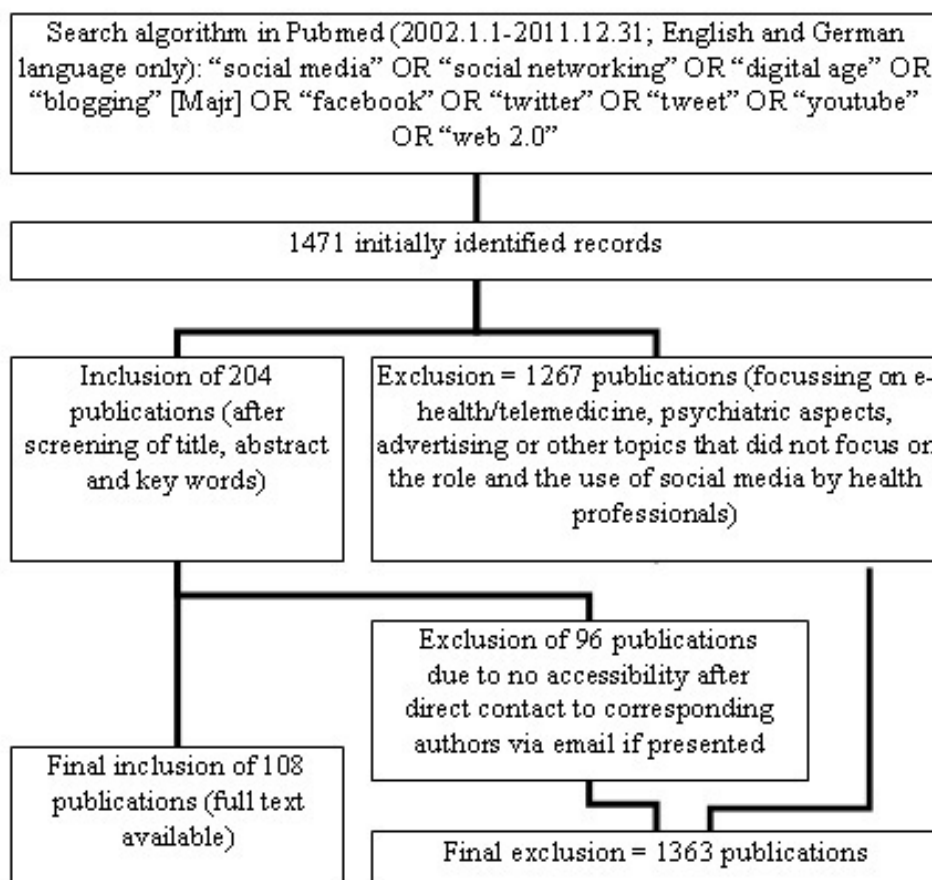 Search algorithm in Pubmed (2002.1.1-2011.12.31; English and German
language only): “social media” OR “social networking” OR “digital age” OR
“blogging” [Majr] OR “facebook” OR “twitter” OR “tweet” OR “youtube”
OR “web 2.0”
1471 initially identified records
Inclusion of 204
publications (after
screening of title, abstract
and key words)
Exclusion = 1267 publications (focussing on e-
health/telemedicine, psychiatric aspects,
advertising or other topics that did not focus on
the role and the use of social media by health
professionals)
Exclusion of 96 publications
due to no accessibility after
direct contact to corresponding
authors via email if presented
Final inclusion of 108
publications (full text
available)
Final exclusion = 1363 publications